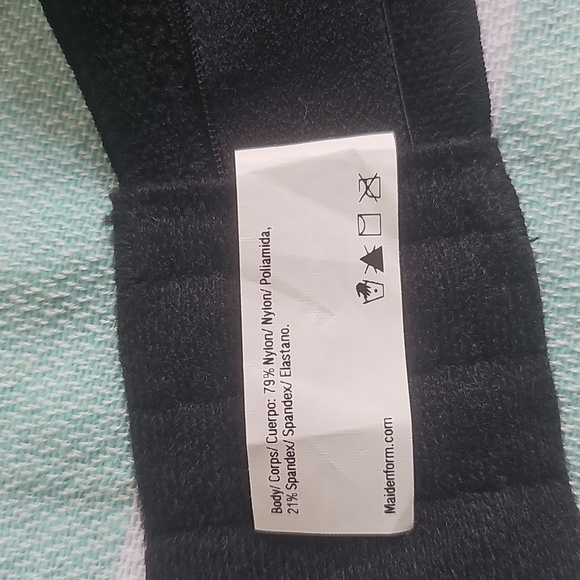 Body/ Corps/ Cuerpo: 79% Nylon/ Nylon/ Poliamida,
21% Spandex/ Spandex/ Elastano.
Maidenform.com